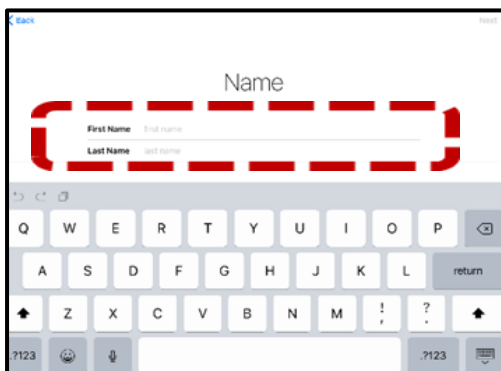 Back Next
Name
First Name first name
Last Name last name
Q W E R T Y U I O P
A S D F G H J K L return
Z X C V B N M ! , ? .
.?123 .?123